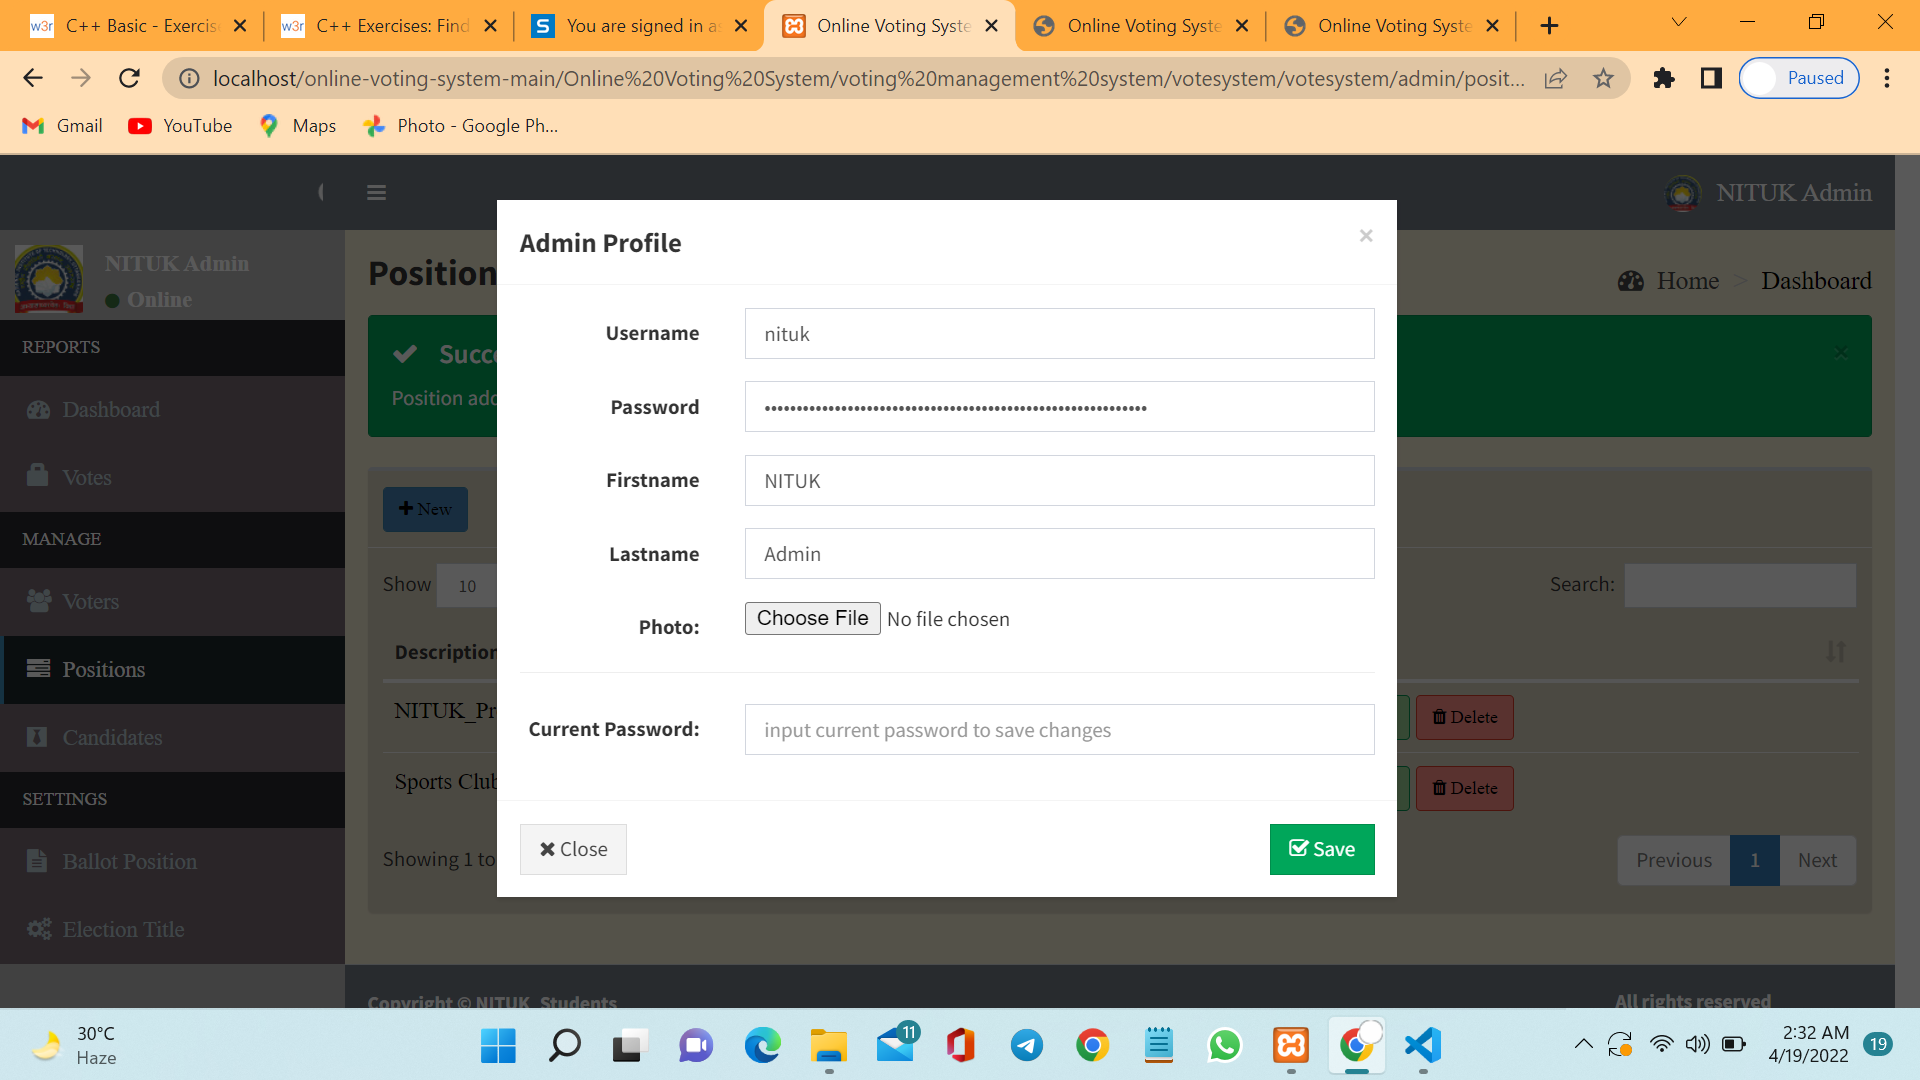 w3r C++ Basic - Exercis
w3r C++ Exercises: Find
S You are signed in as
Online Voting Syste
Online Voting Syste
Online Voting Syste
localhost/online-voting-system-main/Online%20Voting%20System/voting%20management%20system/votesystem/votesystem/admin/posit...
Paused
Gmail
YouTube
Maps
Photo - Google Ph...
NITUK Admin
NITUK Admin
Online
REPORTS
Dashboard
Votes
MANAGE
Voters
Positions
Candidates
SETTINGS
Ballot Position
Election Title
Position
Home > Dashboard
Succe
Position add
New
Show 10
Search:
Description
NITUK_Pr
Delete
Sports Club
Delete
Showing 1 to
Previous 1 Next
Copyright © NITUK_Students
All rights reserved
Admin Profile
Username nituk
Password
Firstname NITUK
Lastname Admin
Photo: Choose File No file chosen
Current Password: input current password to save changes
Close
Save
30°C
Haze
11
2:32 AM
4/19/2022
19